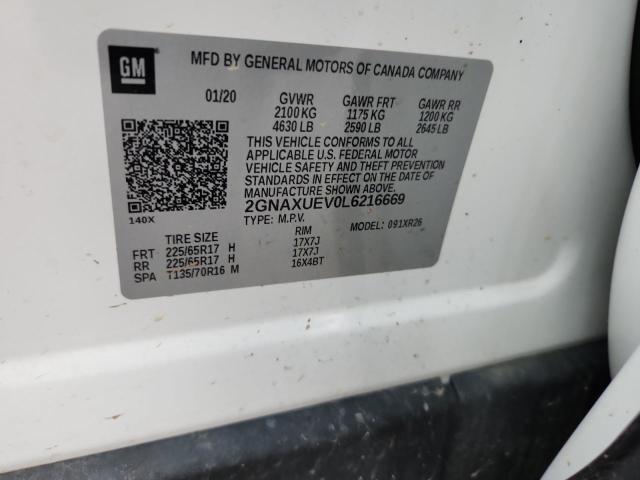 GM
MFD BY GENERAL MOTORS OF CANADA COMPANY
01/20 GVWR GAWR FRT GAWR RR
2100 KG 1175 KG 1200 KG
4630 LB 2590 LB 2645 LB
THIS VEHICLE CONFORMS TO ALL
APPLICABLE U.S. FEDERAL MOTOR
VEHICLE SAFETY AND THEFT PREVENTION
STANDARDS IN EFFECT ON THE DATE OF
MANUFACTURE SHOWN ABOVE.
2GNAXUEV0L6216669
140X
TYPE: M.P.V. MODEL: 091XR26
TIRE SIZE RIM
FRT 225/65R17 H 17X7J
RR 225/65R17 H 17X7J
SPA T135/70R16 M 16X4BT